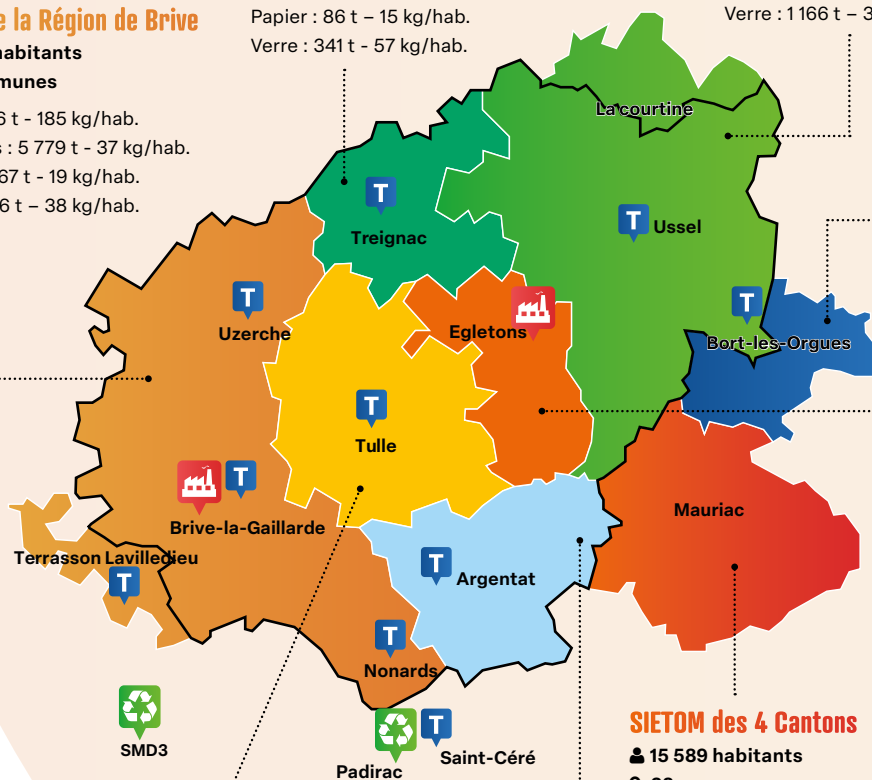 e la Région de Brive
habitants
munes
6 t - 185 kg/hab.
s : 5 779 t - 37 kg/hab.
67 t - 19 kg/hab.
6 t – 38 kg/hab.
Papier : 86 t – 15 kg/hab.
Verre : 341 t - 57 kg/hab.
Verre : 1 166 t – 3
La courtine
T
Treignac
T
Ussel
T
Uzerche
Egletons
T
Bort-les-Orgues
T
Tulle
T
Brive-la-Gaillarde
Mauriac
Terrasson Lavilledieu
T
T
Argentat
T
Nonards
SMD3
Padirac
T
Saint-Céré
SIETOM des 4 Cantons
15 589 habitants